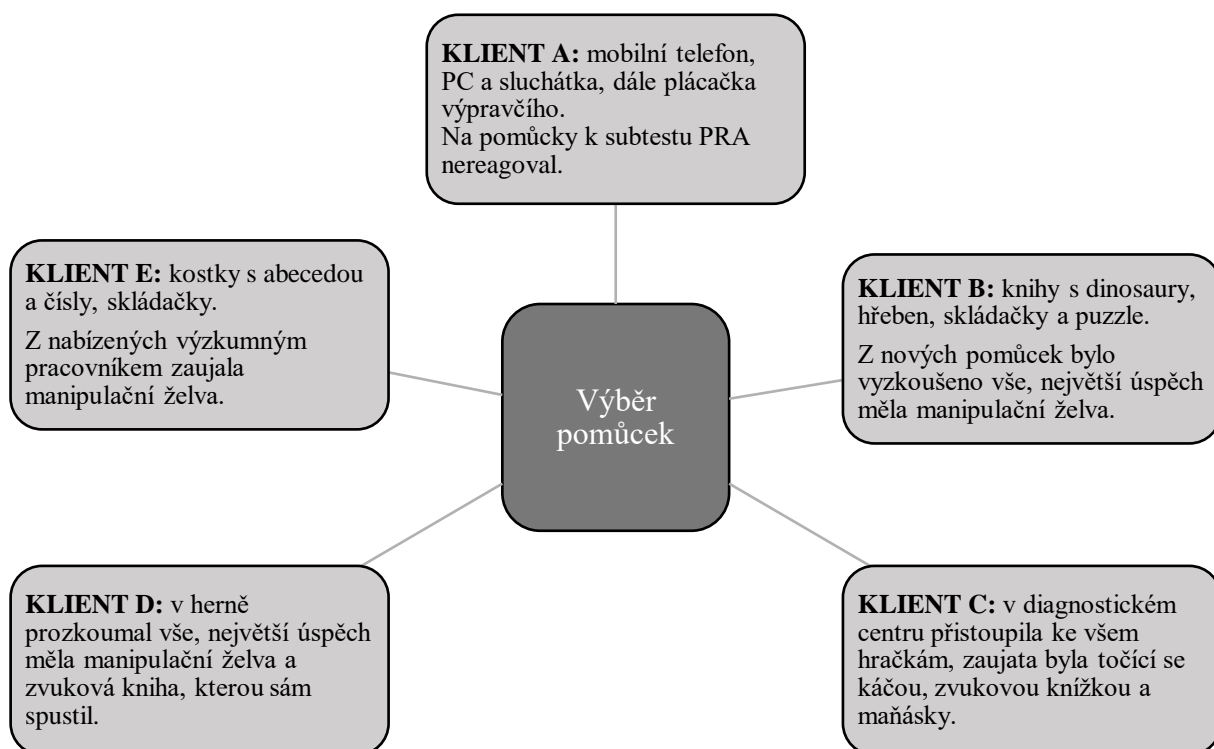 KLIENT A: mobilní telefon,
PC a sluchátka, dále plácačka
výpravčího.
Na pomůcky k subtestu PRA
nereagoval.
KLIENT E: kostky s abecedou
a čísly, skládačky.
Z nabízených výzkumným
pracovníkem zaujala
manipulační želva.
KLIENT B: knihy s dinosaury,
hřeben, skládačky a puzzle.
Z nových pomůcek bylo
vyzkoušeno vše, největší úspěch
měla manipulační želva.
Výběr
pomůcek
KLIENT D: v herně
prozkoumal vše, největší úspěch
měla manipulační želva a
zvuková kniha, kterou sám
spustil.
KLIENT C: v diagnostickém
centru přistoupila ke všem
hračkám, zaujata byla točící se
káčou, zvukovou knížkou a
maňásky.